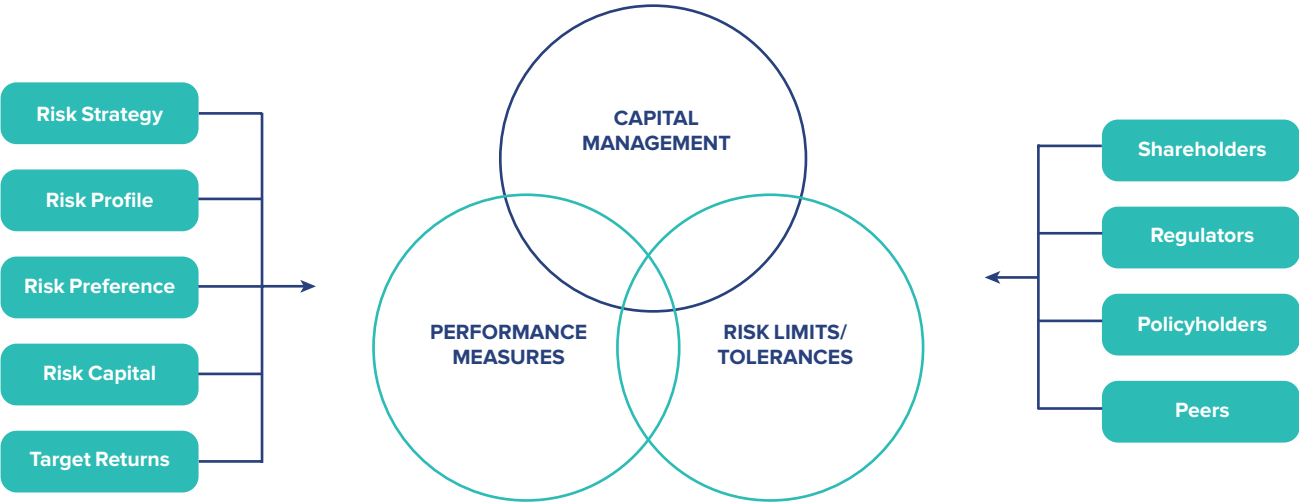 Risk Strategy
Risk Profile
Risk Preference
Risk Capital
Target Returns
CAPITAL
MANAGEMENT
PERFORMANCE
MEASURES
RISK LIMITS/
TOLERANCES
Shareholders
Regulators
Policyholders
Peers